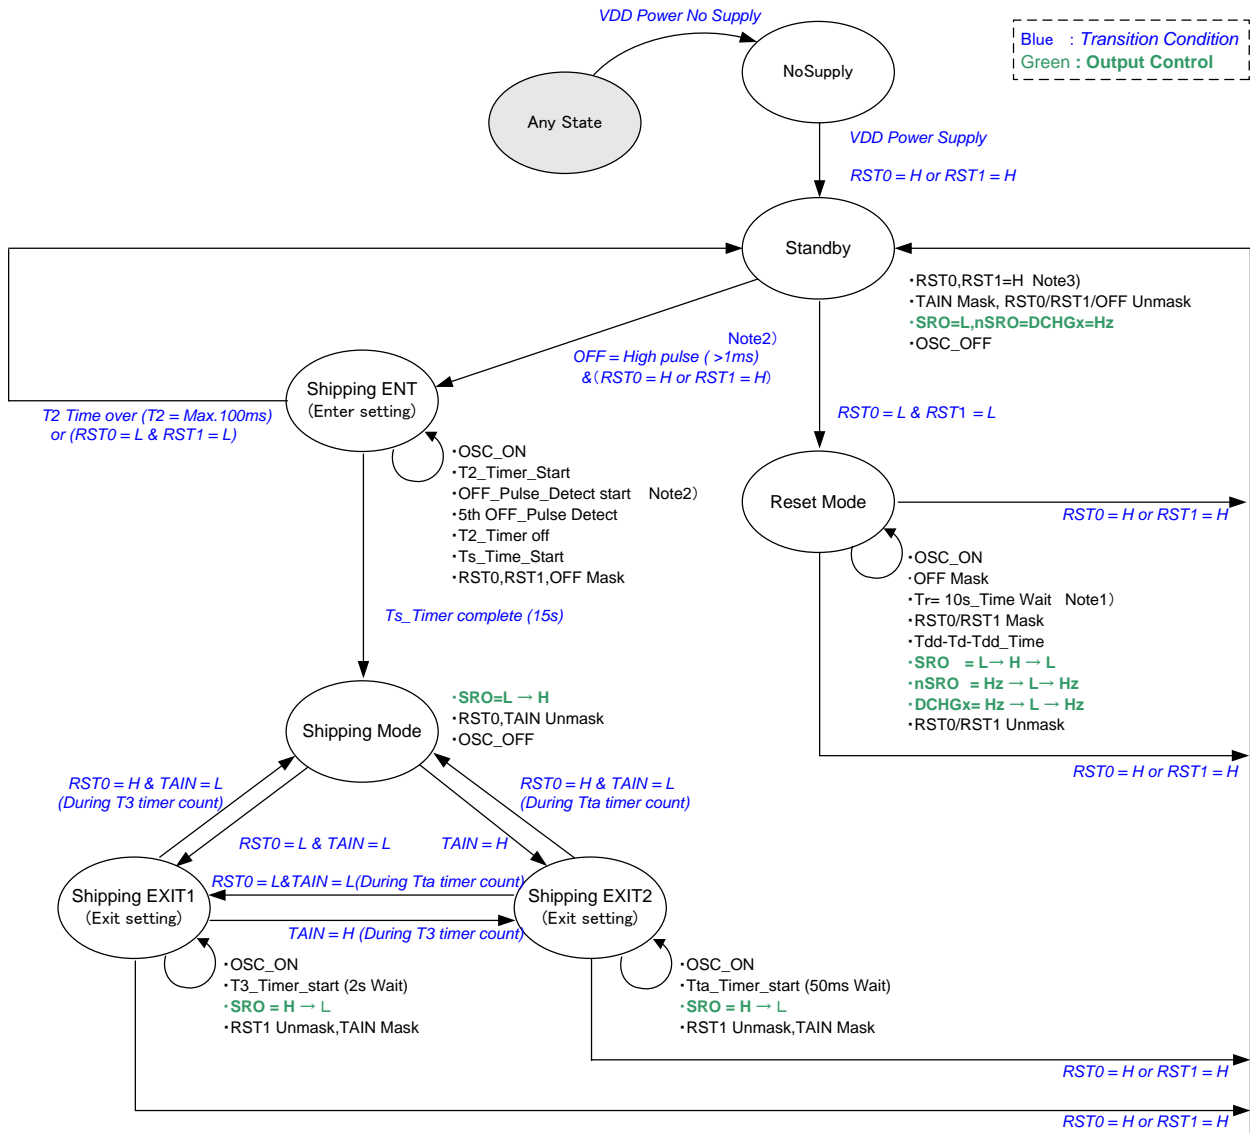 VDD Power No Supply
Blue : Transition Condition
Green : Output Control
NoSupply
Any State
VDD Power Supply
RST0 = H or RST1 = H
Standby
・RST0,RST1=H Note3)
・TAIN Mask, RST0/RST1/OFF Unmask
・SRO=L,nSRO=DCHGx=Hz
・OSC_OFF
Note2)
OFF = High pulse ( >1ms)
&(RST0 = H or RST1 = H)
Shipping ENT
(Enter setting)
T2 Time over (T2 = Max.100ms)
or (RST0 = L & RST1 = L)
RST0 = L & RST1 = L
・OSC_ON
・T2_Timer_Start
・OFF_Pulse_Detect start Note2)
・5th OFF_Pulse Detect
・T2_Timer off
・Ts_Time_Start
・RST0,RST1,OFF Mask
Reset Mode
RST0 = H or RST1 = H
・OSC_ON
・OFF Mask
・Tr= 10s_Time Wait Note1)
・RST0/RST1 Mask
・Tdd-Td-Tdd_Time
・SRO = L→ H → L
・nSRO = Hz → L→ Hz
・DCHGx= Hz → L → Hz
・RST0/RST1 Unmask
RST0 = H or RST1 = H
Ts_Timer complete (15s)
Shipping Mode
・SRO=L → H
・RST0,TAIN Unmask
・OSC_OFF
RST0 = H & TAIN = L
(During T3 timer count)
RST0 = H & TAIN = L
(During Tta timer count)
RST0 = L & TAIN = L
TAIN = H
Shipping EXIT1
(Exit setting)
RST0 = L&TAIN = L(During Tta timer count)
TAIN = H (During T3 timer count)
Shipping EXIT2
(Exit setting)
・OSC_ON
・T3_Timer_start (2s Wait)
・SRO = H → L
・RST1 Unmask,TAIN Mask
・OSC_ON
・Tta_Timer_start (50ms Wait)
・SRO = H → L
・RST1 Unmask,TAIN Mask
RST0 = H or RST1 = H
RST0 = H or RST1 = H